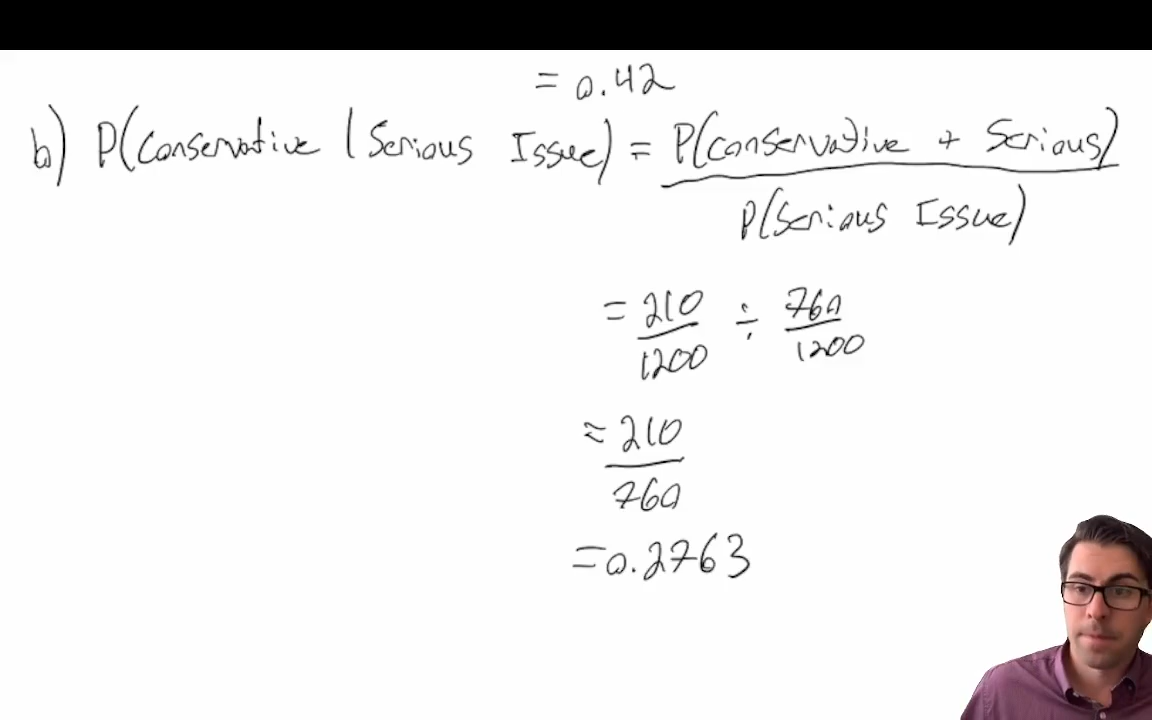 = 0.42
b) P(Conservative | Serious Issue) = P(Conservative + Serious)
P(Serious Issue)
= 210 ÷ 760
1200 1200
= 210
760
= 0.2763